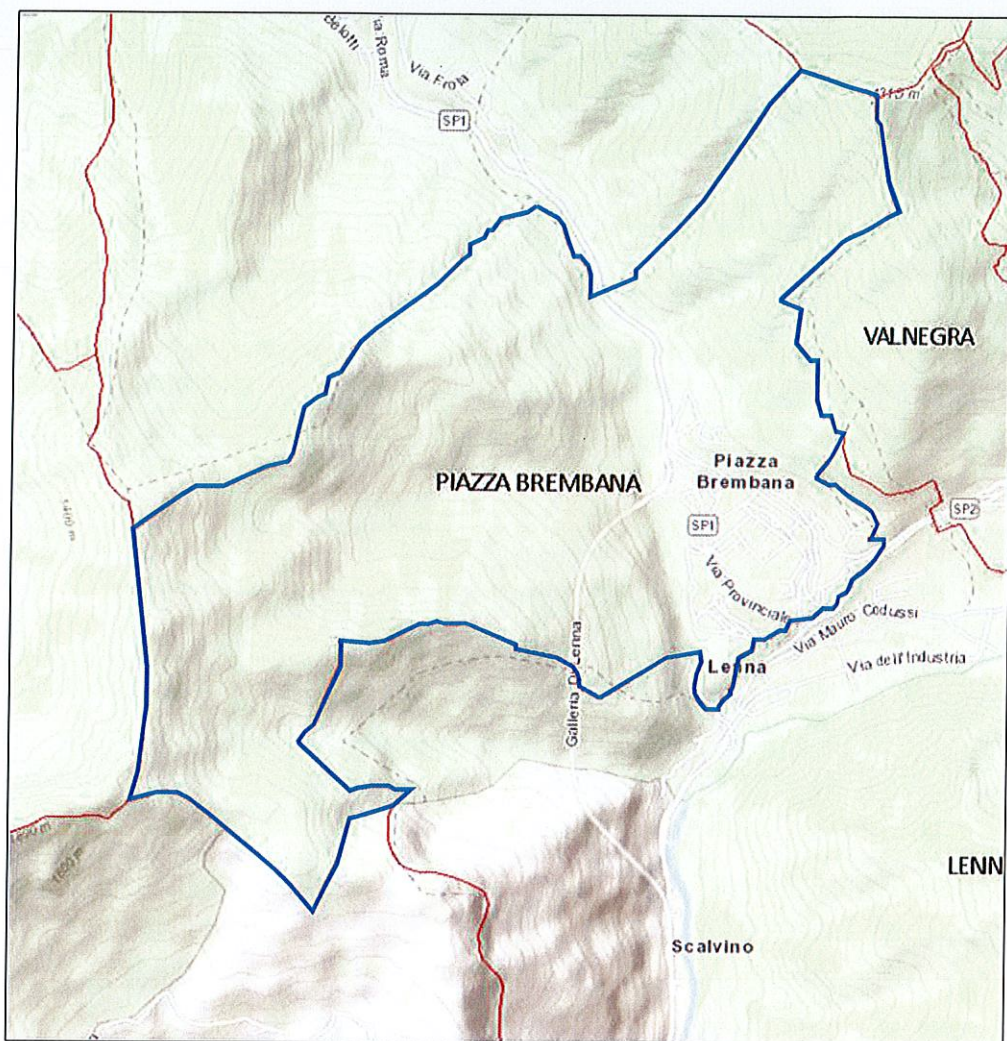 Via Roma
Via Frola
SP1
VALNEGRA
PIAZZA BREMBANA
Piazza
Brembana
SP1
SP2
Via Provinciale
Via Mauro Codussi
Lenna
Via dell'Industria
Galleria Di Lenna
LENN
Scalvino